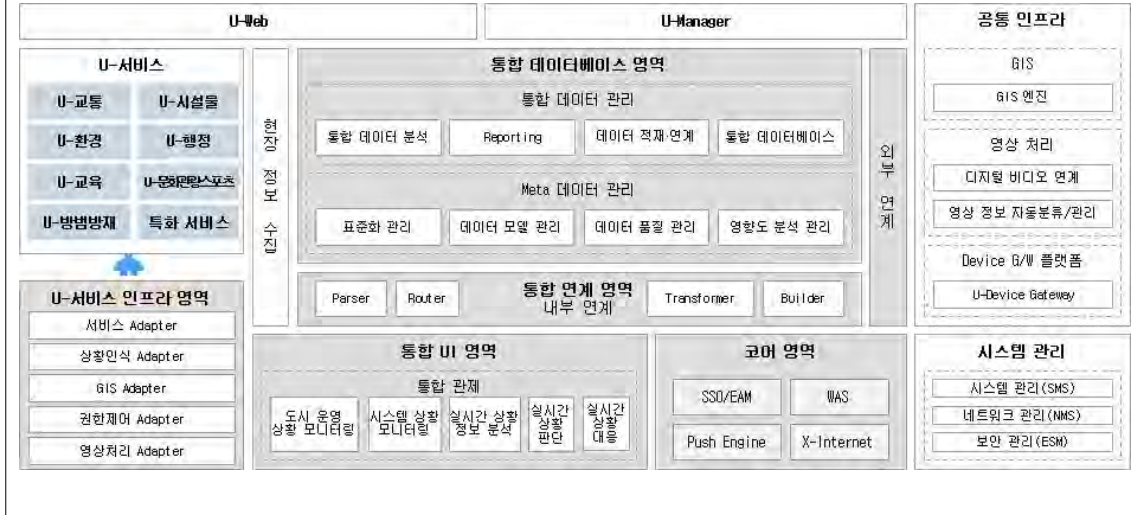 U-Web
U-Manager
U-서비스
U-교통
U-시설물
U-환경
U-행정
U-교육
U-문화관광스포츠
U-방범방재
특화 서비스
U-서비스 인프라 영역
서비스 Adapter
상황인식 Adapter
GIS Adapter
권한제어 Adapter
영상처리 Adapter
현장 정보 수집
통합 데이터베이스 영역
통합 데이터 관리
통합 데이터 분석
Reporting
데이터 적재·연계
통합 데이터베이스
Meta 데이터 관리
표준화 관리
데이터 모델 관리
데이터 품질 관리
영향도 분석 관리
Parser
Router
통합 연계 영역
내부 연계
Transformer
Builder
외부 연계
통합 UI 영역
통합 관제
도시 운영
상황 모니터링
시스템 상황
모니터링
실시간 상황
정보 분석
실시간
상황
판단
실시간
상황
대응
코어 영역
SSO/EAM
WAS
Push Engine
X-Internet
공통 인프라
GIS
GIS 엔진
영상 처리
디지털 비디오 연계
영상 정보 자동분류/관리
Device G/W 플랫폼
U-Device Gateway
시스템 관리
시스템 관리(SMS)
네트워크 관리(NMS)
보안 관리(ESM)